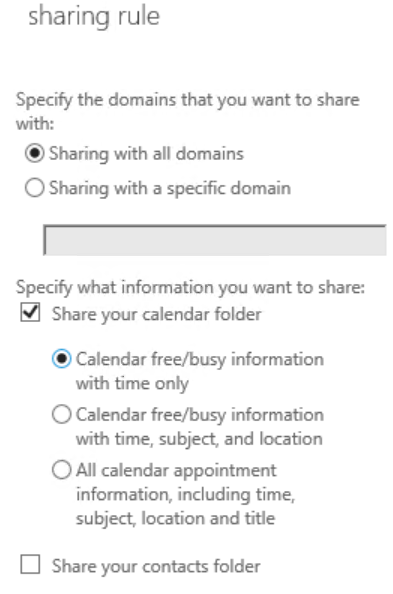 sharing rule
Specify the domains that you want to share
with:
Sharing with all domains
Sharing with a specific domain
Specify what information you want to share:
Share your calendar folder
Calendar free/busy information
with time only
Calendar free/busy information
with time, subject, and location
All calendar appointment
information, including time,
subject, location and title
Share your contacts folder